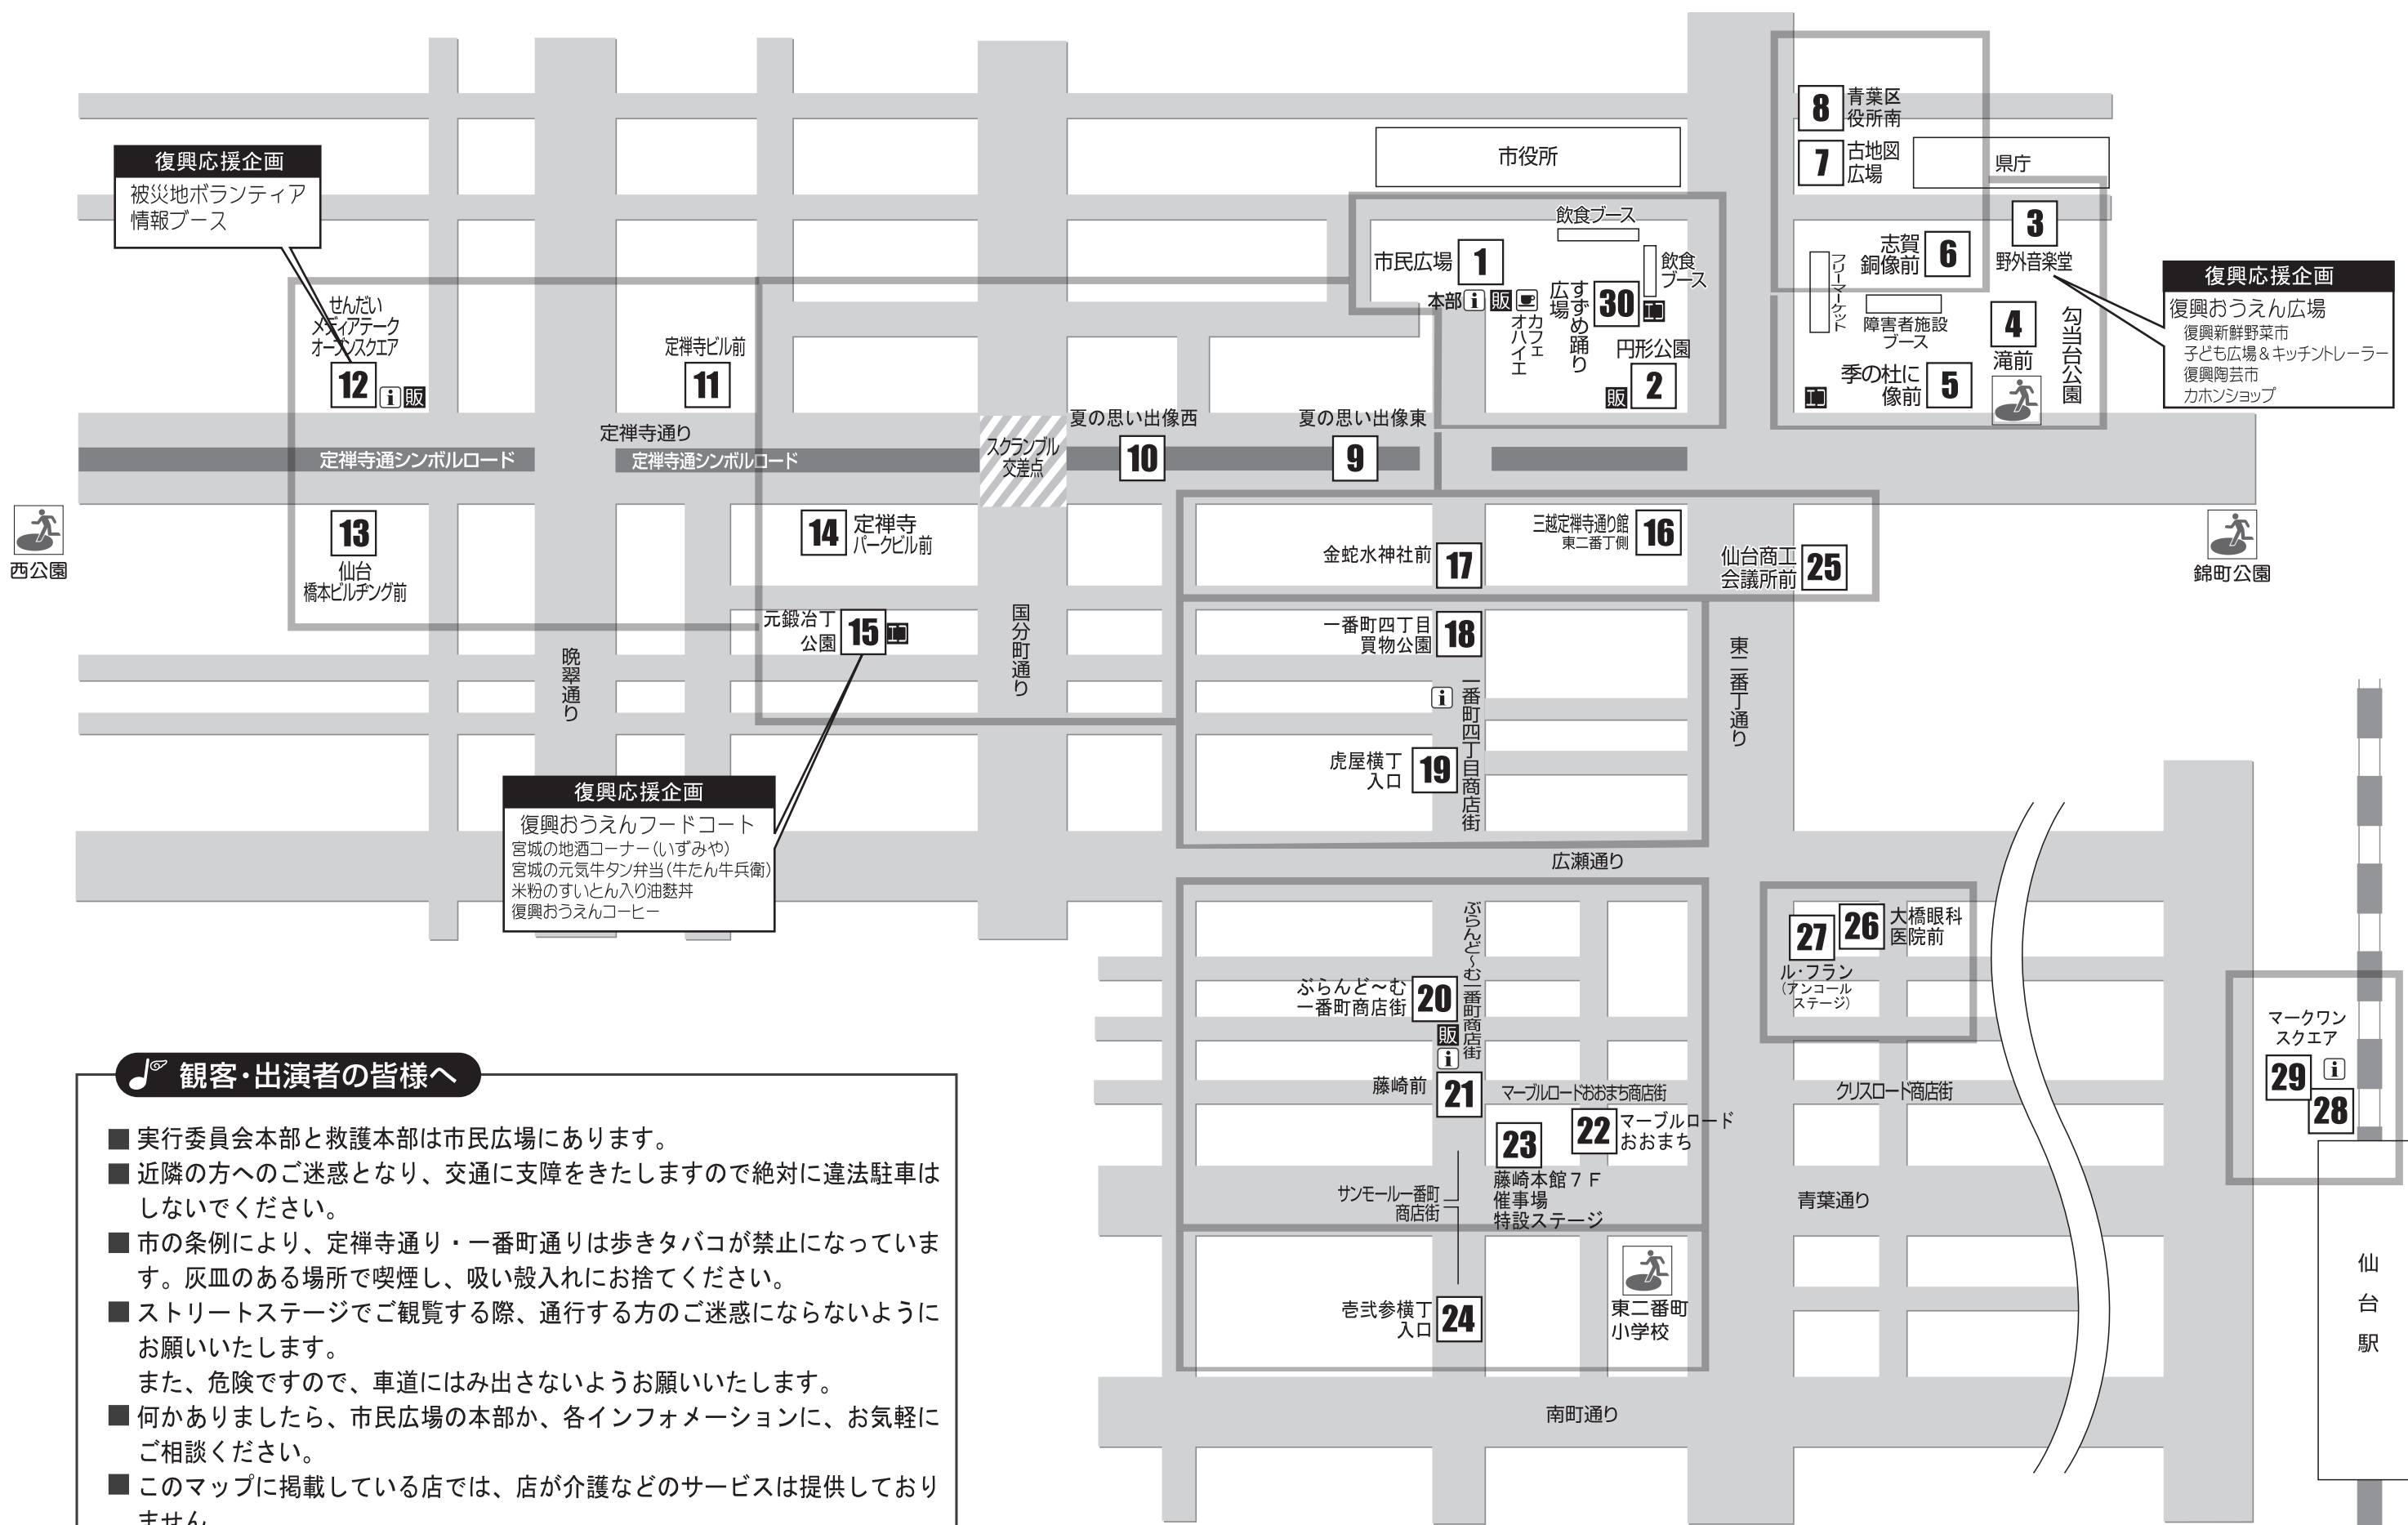 8
青葉区
役所南
7
古地図
広場
市役所
県庁
復興応援企画
被災地ボランティア
情報ブース
飲食ブース
市民広場
1
飲食
ブース
本部 i 販
カフェ
オハイエ
すずめ踊り
広場
30
円形公園
販
2
3
野外音楽堂
志賀
銅像前
6
フリーマーケット
障害者施設
ブース
4
滝前
勾当台公園
季の杜に
像前
5
復興応援企画
復興おうえん広場
復興新鮮野菜市
子ども広場&キッチントレーラー
復興陶芸市
カホンショップ
せんだい
メディアテーク
オープンスクエア
12
i 販
定禅寺ビル前
11
定禅寺通り
定禅寺通シンボルロード
定禅寺通シンボルロード
スクランブル
交差点
夏の思い出像西
10
夏の思い出像東
9
西公園
13
仙台
橋本ビルヂング前
14
定禅寺
パークビル前
三越定禅寺通り館
東二番丁側
16
金蛇水神社前
17
仙台商工
会議所前
25
錦町公園
元鍛冶丁
公園
15
国分町通り
晩翠通り
一番町四丁目
買物公園
18
i
一番町四丁目商店街
東二番丁通り
虎屋横丁
入口
19
復興応援企画
復興おうえんフードコート
宮城の地酒コーナー(いずみや)
宮城の元気牛タン弁当(牛たん牛兵衛)
米粉のすいとん入り油麩丼
復興おうえんコーヒー
広瀬通り
ぶらんど〜む一番町商店街
ぶらんど〜む
一番町商店街
20
販
i
27
26
大橋眼科
医院前
ル・フラン
(アンコール
ステージ)
マークワン
スクエア
29
i
28
藤崎前
21
マーブルロードおおまち商店街
クリスロード商店街
22
マーブルロード
おおまち
23
藤崎本館7F
催事場
特設ステージ
サンモール一番町
商店街
青葉通り
壱弐参横丁
入口
24
東二番町
小学校
仙台駅
南町通り
観客・出演者の皆様へ
■実行委員会本部と救護本部は市民広場にあります。
■近隣の方へのご迷惑となり、交通に支障をきたしますので絶対に違法駐車は
しないでください。
■市の条例により、定禅寺通り・一番町通りは歩きタバコが禁止になっていま
す。灰皿のある場所で喫煙し、吸い殻入れにお捨てください。
■ストリートステージでご観覧する際、通行する方のご迷惑にならないように
お願いいたします。
また、危険ですので、車道にはみ出さないようお願いいたします。
■何かありましたら、市民広場の本部か、各インフォメーションに、お気軽に
ご相談ください。
■このマップに掲載している店では、店が介護などのサービスは提供しており
ません。